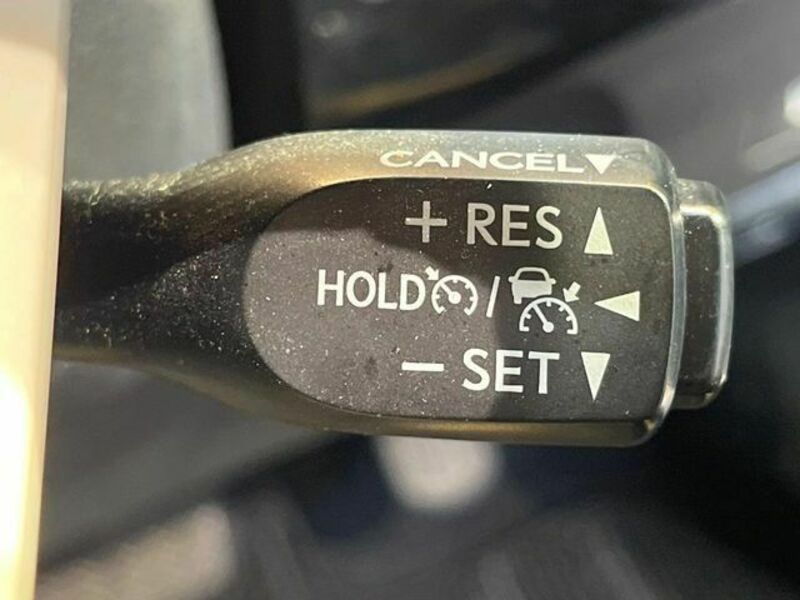 CANCEL▼
+ RES ▲
HOLD / ◀
− SET ▼